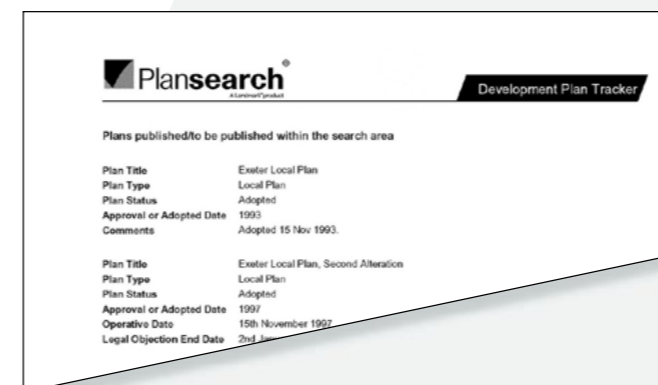 Plansearch®
A Landmark product
Development Plan Tracker
Plans published/to be published within the search area
Plan Title Exeter Local Plan
Plan Type Local Plan
Plan Status Adopted
Approval or Adopted Date 1993
Comments Adopted 15 Nov 1993.
Plan Title Exeter Local Plan, Second Alteration
Plan Type Local Plan
Plan Status Adopted
Approval or Adopted Date 1997
Operative Date 15th November 1997
Legal Objection End Date 2nd